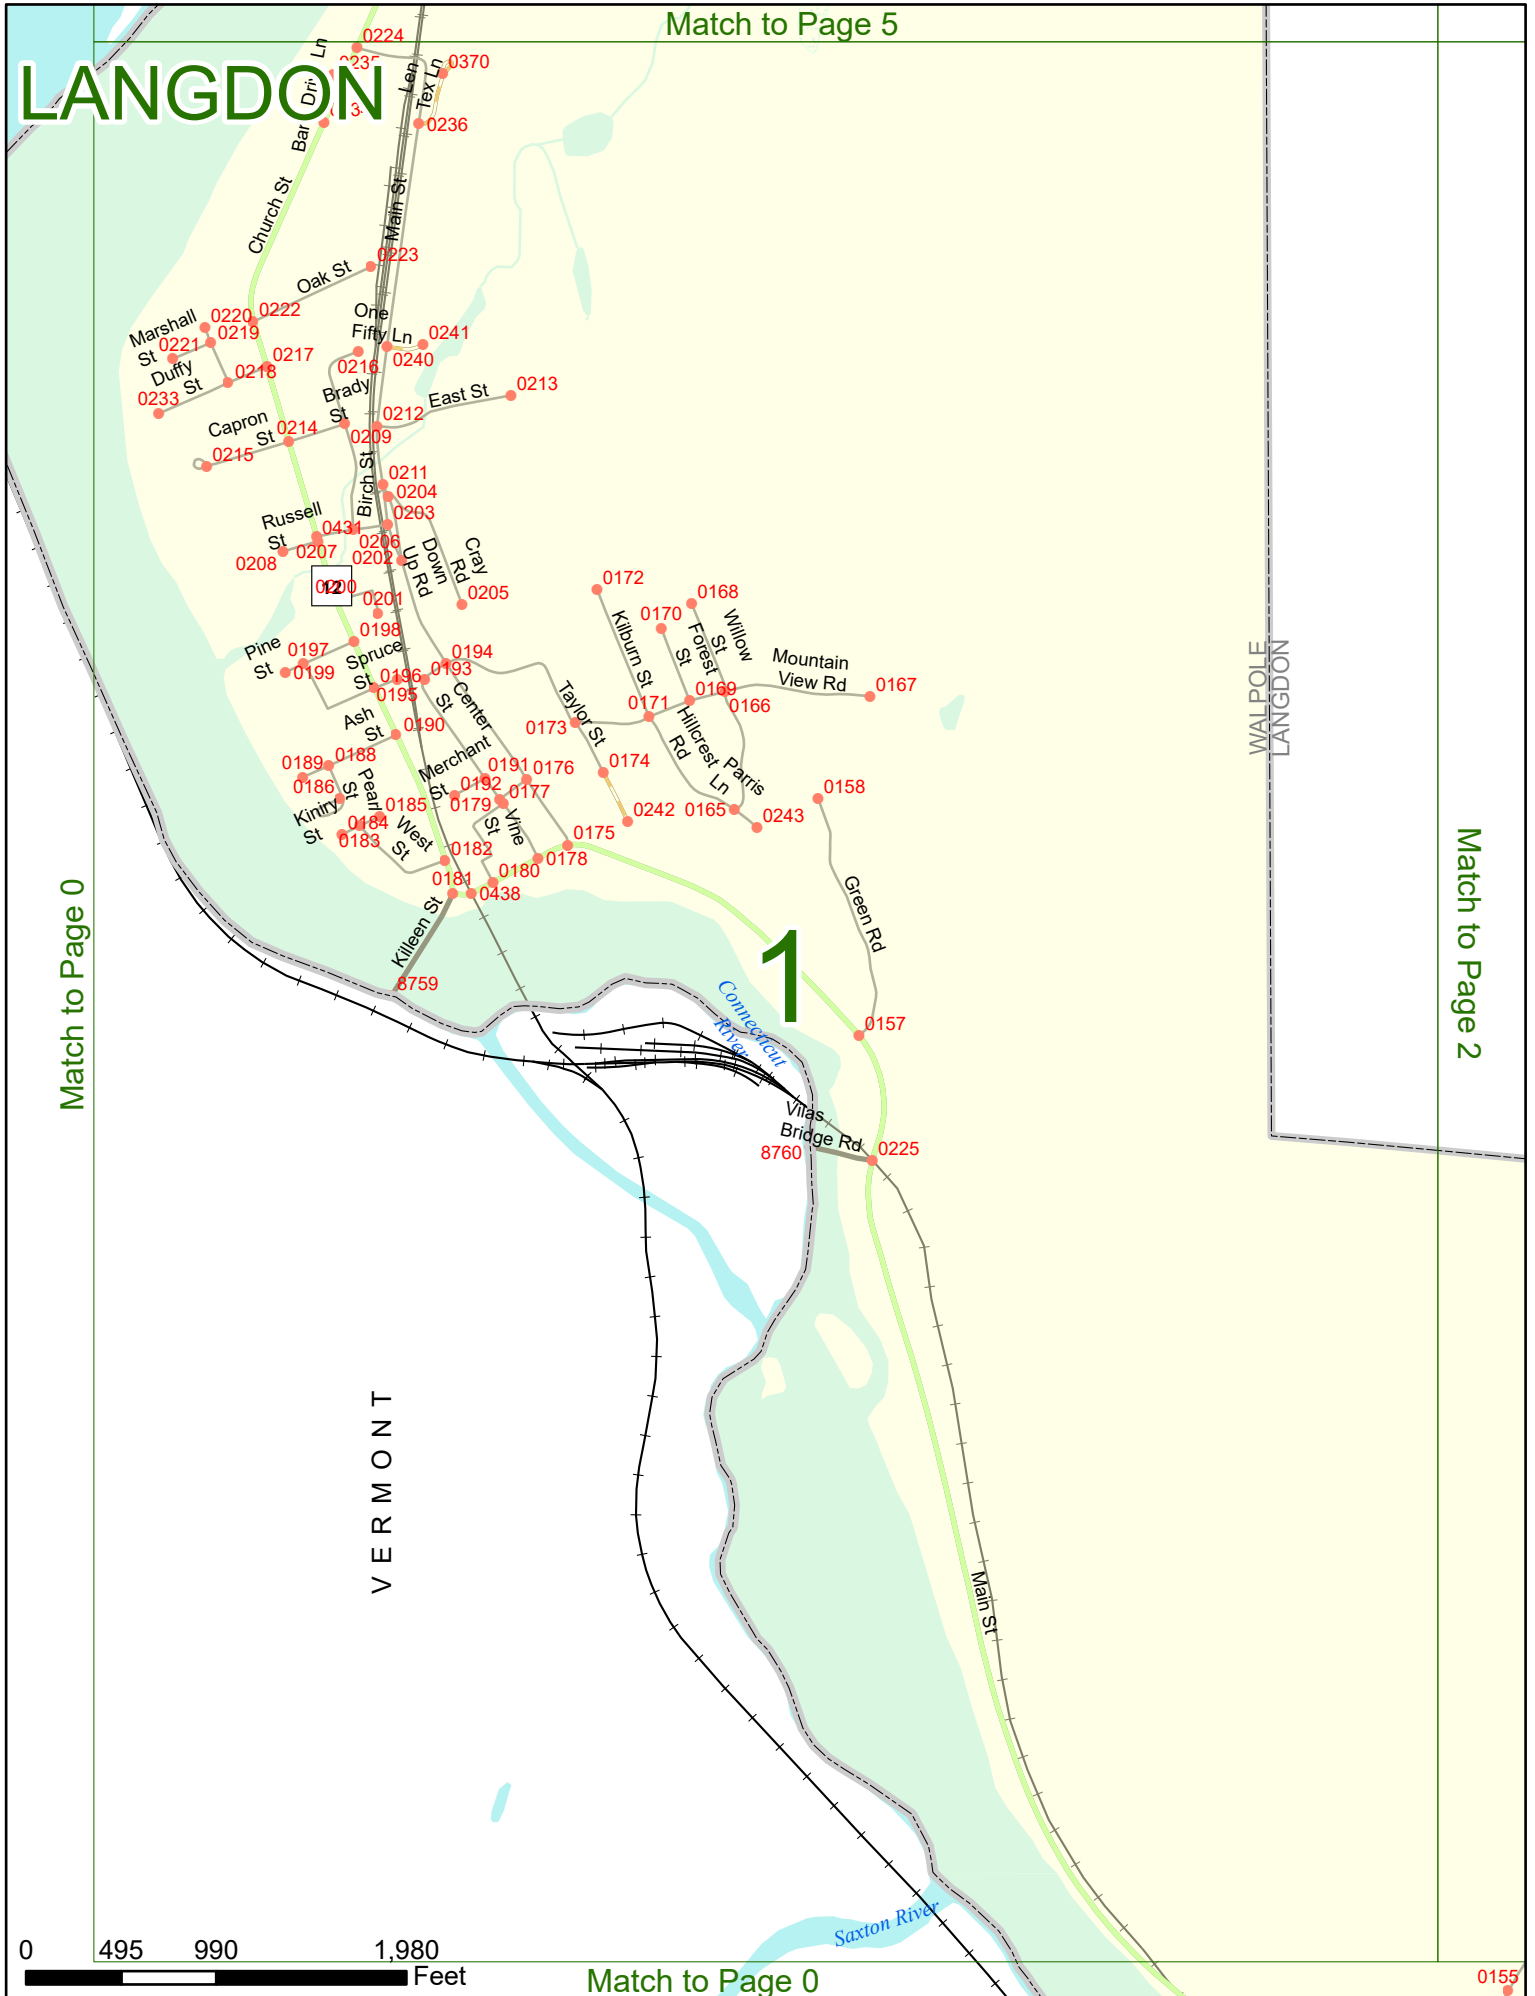 Match to Page 5
LANGDON
0224
0235
0370
Ln
Dri
Bar
Len
Tex Ln
0236
Church St
Main St
0223
Oak St
One
Fifty Ln
0241
0240
0222
0220
0219
Marshall
St
0221
Duffy
St
0217
0218
0233
0216
Brady
St
East St
0213
0212
0209
Capron
St
0214
0215
Birch St
0211
0204
0203
Russell
St
0431
0206
0207
0208
0202
Up Rd
Down
Cray
Rd
0205
12
0200
0201
0198
Pine
St
0197
0199
Spruce
St
0196
0195
0194
0193
Center
St
0172
0168
0170
Kilburn St
Forest
St
Willow
St
Mountain
View Rd
0167
0169
0166
0171
Taylor St
0173
0174
0242
Hillcrest
Rd
Parris
Ln
0165
0243
0158
Ash
St
0190
0188
0189
0186
Pearl
St
Kiniry
St
0185
0184
0183
West
St
0182
Merchant
St
0191
0192
0176
0177
0179
Vine
St
0175
0178
0180
0181
0438
Killeen St
8759
Green Rd
1
Connecticut
River
0157
Vilas
Bridge Rd
8760
0225
WALPOLE
LANGDON
Match to Page 0
Match to Page 2
VERMONT
Main St
Saxton River
0 495 990 1,980
Feet
Match to Page 0
0155